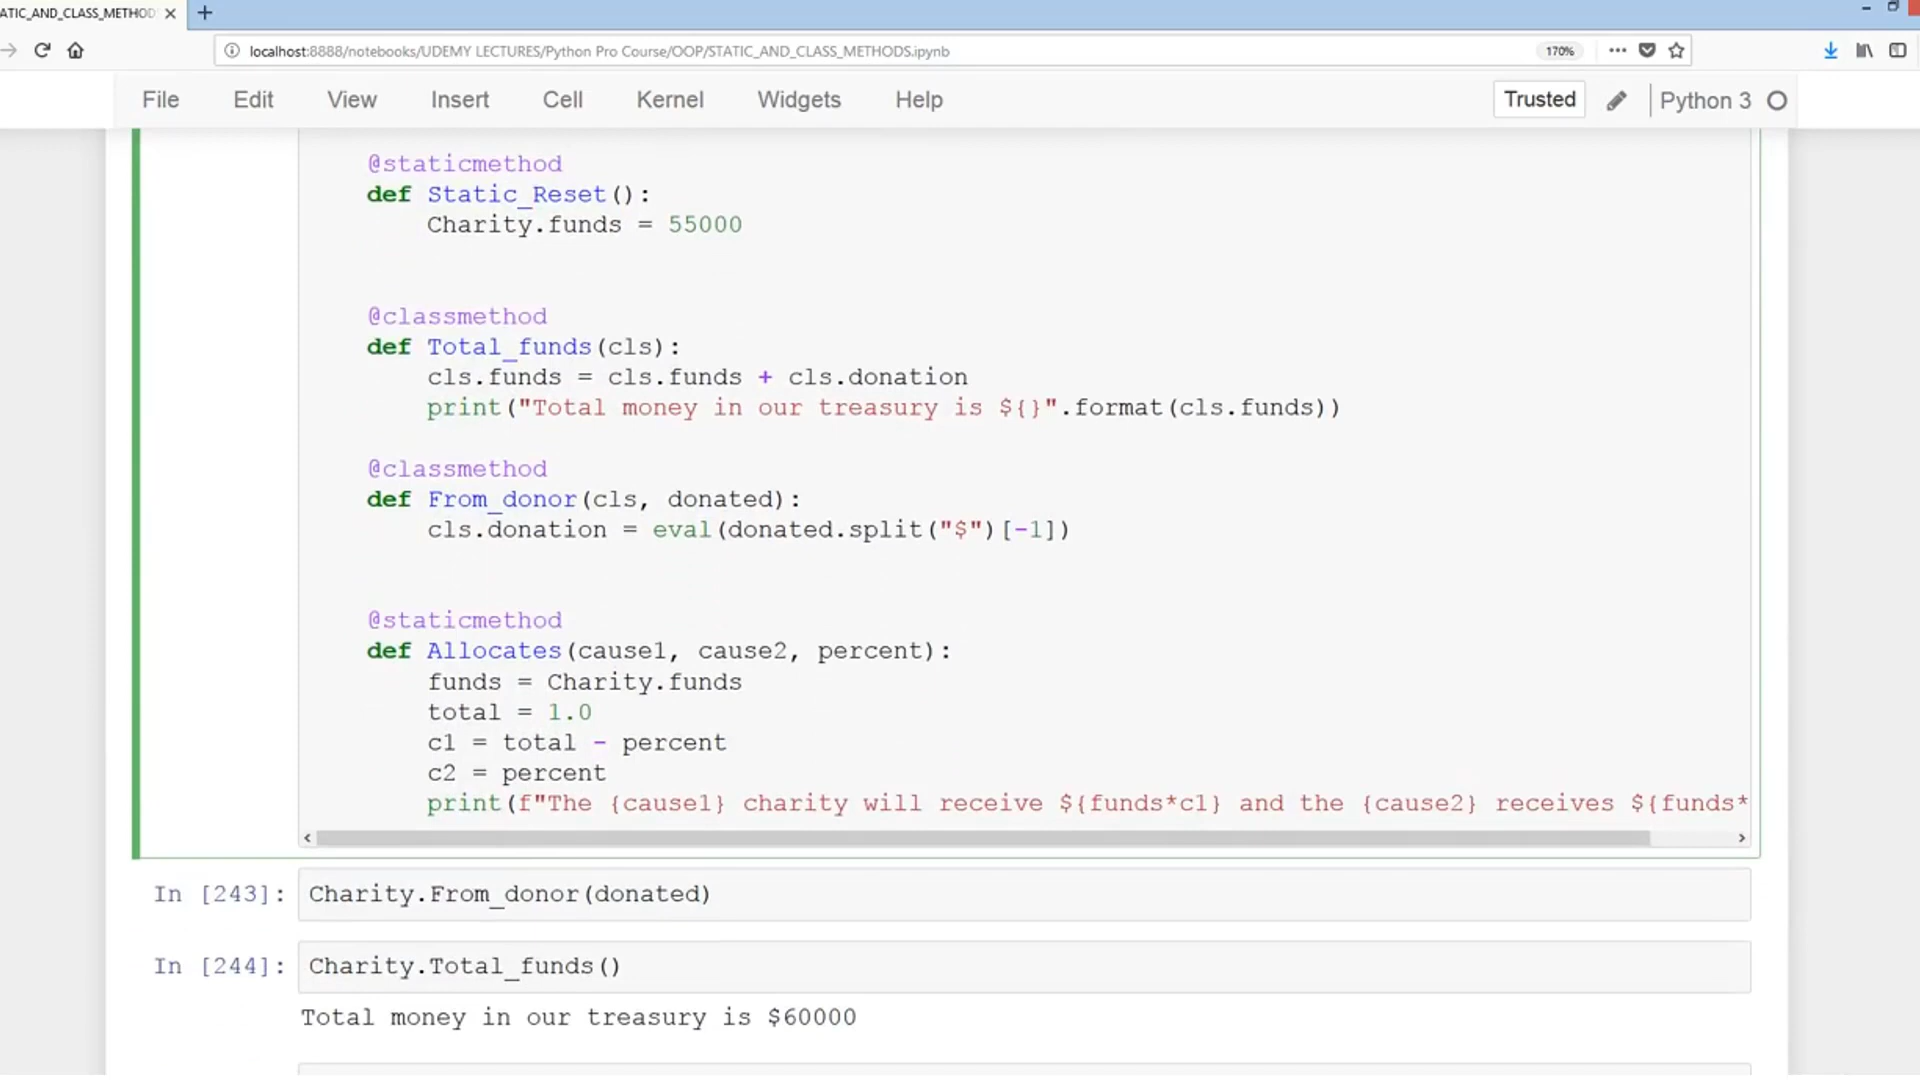 ATIC_AND_CLASS_METHOD
localhost:8888/notebooks/UDEMY LECTURES/Python Pro Course/OOP/STATIC_AND_CLASS_METHODS.ipynb 170%
File Edit View Insert Cell Kernel Widgets Help Trusted Python 3
@staticmethod
def Static_Reset():
Charity.funds = 55000
@classmethod
def Total_funds(cls):
cls.funds = cls.funds + cls.donation
print("Total money in our treasury is ${}".format(cls.funds))
@classmethod
def From_donor(cls, donated):
cls.donation = eval(donated.split("$")[-1])
@staticmethod
def Allocates(cause1, cause2, percent):
funds = Charity.funds
total = 1.0
c1 = total - percent
c2 = percent
print(f"The {cause1} charity will receive ${funds*c1} and the {cause2} receives ${funds*
In [243]: Charity.From_donor(donated)
In [244]: Charity.Total_funds()
Total money in our treasury is $60000